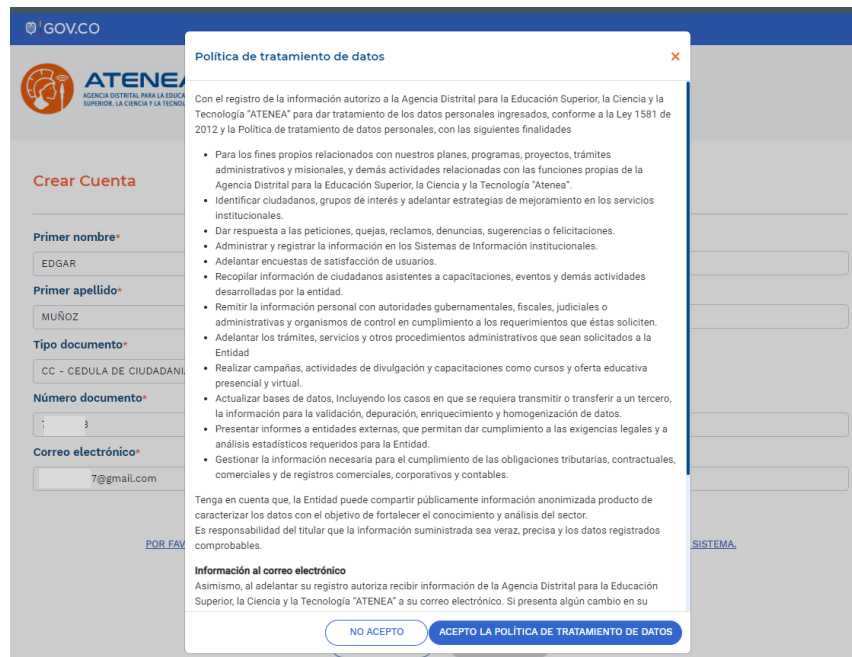 GOV.CO
Política de tratamiento de datos
×
ATENEA
AGENCIA DISTRITAL PARA LA EDUCA
SUPERIOR, LA CIENCIA Y LA TECNOL
Con el registro de la información autorizo a la Agencia Distrital para la Educación Superior, la Ciencia y la
Tecnología "ATENEA" para dar tratamiento de los datos personales ingresados, conforme a la Ley 1581 de
2012 y la Política de tratamiento de datos personales, con las siguientes finalidades
• Para los fines propios relacionados con nuestros planes, programas, proyectos, trámites
administrativos y misionales, y demás actividades relacionadas con las funciones propias de la
Agencia Distrital para la Educación Superior, la Ciencia y la Tecnología "Atenea".
• Identificar ciudadanos, grupos de interés y adelantar estrategias de mejoramiento en los servicios
institucionales.
• Dar respuesta a las peticiones, quejas, reclamos, denuncias, sugerencias o felicitaciones.
• Administrar y registrar la información en los Sistemas de Información institucionales.
• Adelantar encuestas de satisfacción de usuarios.
• Recopilar información de ciudadanos asistentes a capacitaciones, eventos y demás actividades
desarrolladas por la entidad.
• Remitir la información personal con autoridades gubernamentales, fiscales, judiciales o
administrativas y organismos de control en cumplimiento a los requerimientos que éstas soliciten.
• Adelantar los trámites, servicios y otros procedimientos administrativos que sean solicitados a la
Entidad
• Realizar campañas, actividades de divulgación y capacitaciones como cursos y oferta educativa
presencial y virtual.
• Actualizar bases de datos, Incluyendo los casos en que se requiera transmitir o transferir a un tercero,
la información para la validación, depuración, enriquecimiento y homogenización de datos.
• Presentar informes a entidades externas, que permitan dar cumplimiento a las exigencias legales y a
análisis estadísticos requeridos para la Entidad.
• Gestionar la información necesaria para el cumplimiento de las obligaciones tributarias, contractuales,
comerciales y de registros comerciales, corporativos y contables.
Tenga en cuenta que, la Entidad puede compartir públicamente información anonimizada producto de
caracterizar los datos con el objetivo de fortalecer el conocimiento y análisis del sector.
Es responsabilidad del titular que la información suministrada sea veraz, precisa y los datos registrados
comprobables.
Información al correo electrónico
Asimismo, al adelantar su registro autoriza recibir información de la Agencia Distrital para la Educación
Superior, la Ciencia y la Tecnología "ATENEA" a su correo electrónico. Si presenta algún cambio en su
NO ACEPTO
ACEPTO LA POLÍTICA DE TRATAMIENTO DE DATOS
Crear Cuenta
Primer nombre*
EDGAR
Primer apellido*
MUÑOZ
Tipo documento*
CC - CEDULA DE CIUDADANI
Número documento*
Correo electrónico*
7@gmail.com
POR FAV
SISTEMA.